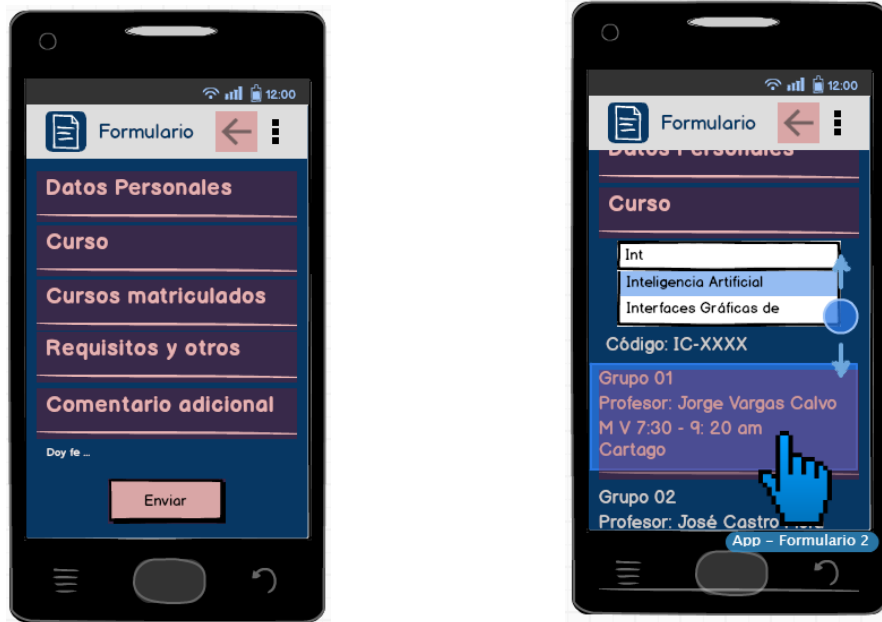 12:00
Formulario
Datos Personales
Curso
Cursos matriculados
Requisitos y otros
Comentario adicional
Doy fe ...
Enviar
12:00
Formulario
Datos Personales
Curso
Int
Inteligencia Artificial
Interfaces Gráficas de
Código: IC-XXXX
Grupo 01
Profesor: Jorge Vargas Calvo
M V 7:30 - 9: 20 am
Cartago
Grupo 02
Profesor: José Castro
App - Formulario 2